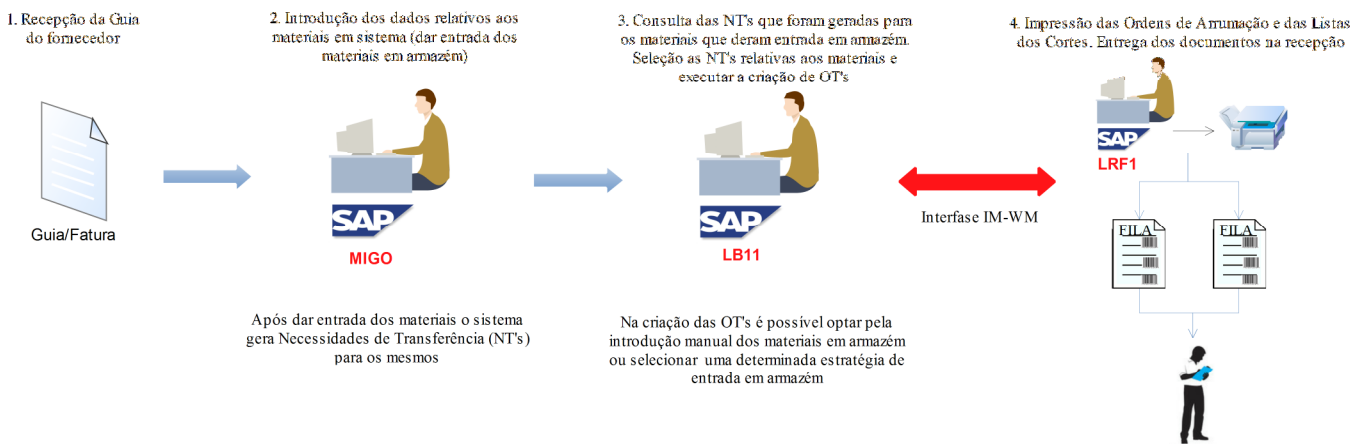 1. Recepção da Guia
do fornecedor
2. Introdução dos dados relativos aos
materiais em sistema (dar entrada dos
materiais em armazém)
3. Consulta das NT's que foram geradas para
os materiais que deram entrada em armazém.
Seleção as NT's relativas aos materiais e
executar a criação de OT's
4. Impressão das Ordens de Arrumação e das Listas
dos Cortes. Entrega dos documentos na recepção
Guia/Fatura
SAP
MIGO
SAP
LB11
Interfase IM-WM
SAP
LRF1
FILA
FILA
Após dar entrada dos materiais o sistema
gera Necessidades de Transferência (NT's)
para os mesmos
Na criação das OT's é possível optar pela
introdução manual dos materiais em armazém
ou selecionar uma determinada estratégia de
entrada em armazém